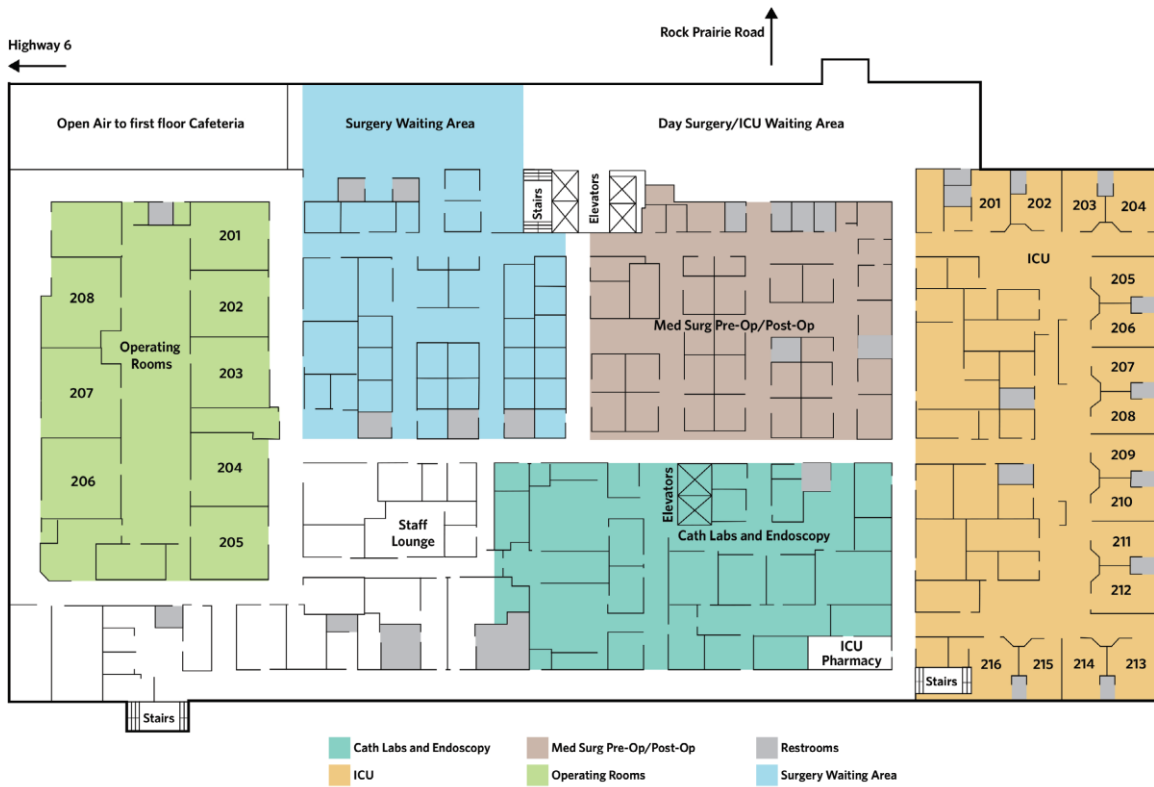 Highway 6
Rock Prairie Road
Open Air to first floor Cafeteria
Surgery Waiting Area
Day Surgery/ICU Waiting Area
Stairs
Elevators
201
202
203
204
ICU
205
206
207
208
209
210
211
212
213
214
215
216
Stairs
201
202
203
204
205
206
207
208
Operating
Rooms
Med Surg Pre-Op/Post-Op
Staff
Lounge
Elevators
Cath Labs and Endoscopy
ICU
Pharmacy
Stairs
Cath Labs and Endoscopy
Med Surg Pre-Op/Post-Op
Restrooms
ICU
Operating Rooms
Surgery Waiting Area